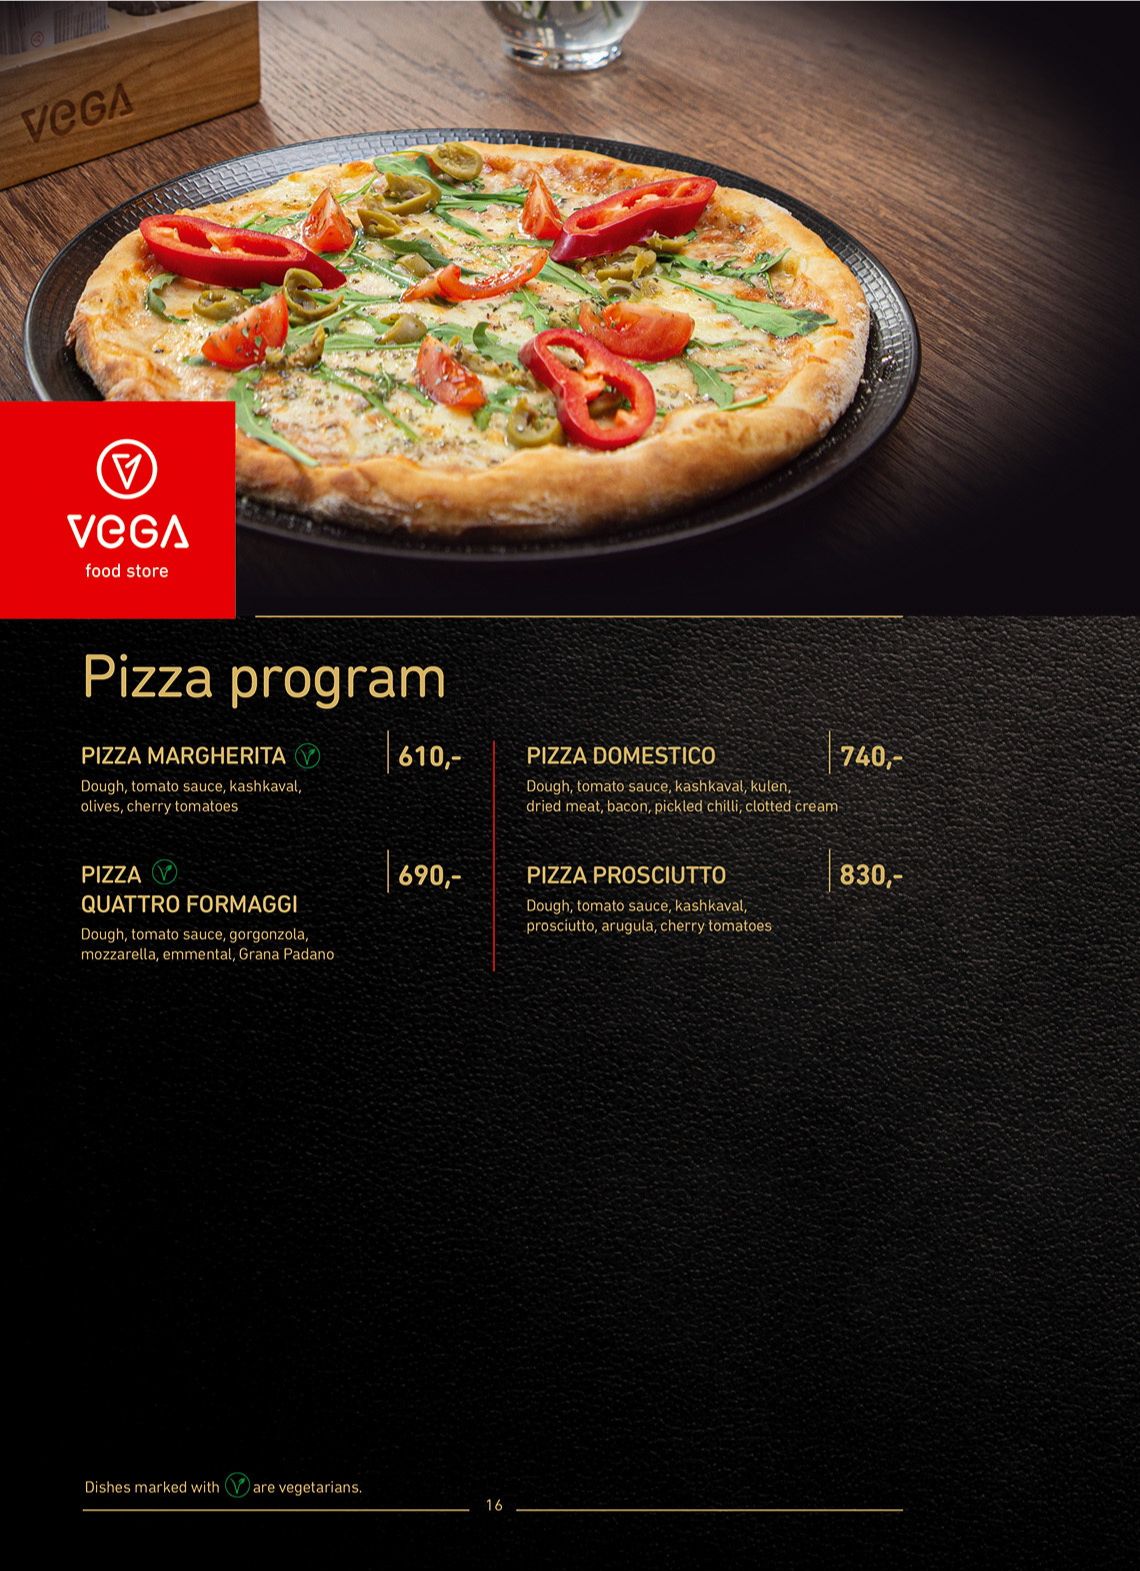 VEGA
VEGA
food store
Pizza program
PIZZA MARGHERITA
610,-
Dough, tomato sauce, kashkaval,
olives, cherry tomatoes
PIZZA
QUATTRO FORMAGGI
690,-
Dough, tomato sauce, gorgonzola,
mozzarella, emmental, Grana Padano
PIZZA DOMESTICO
740,-
Dough, tomato sauce, kashkaval, kulen,
dried meat, bacon, pickled chilli, clotted cream
PIZZA PROSCIUTTO
830,-
Dough, tomato sauce, kashkaval,
prosciutto, arugula, cherry tomatoes
Dishes marked with V are vegetarians.
16